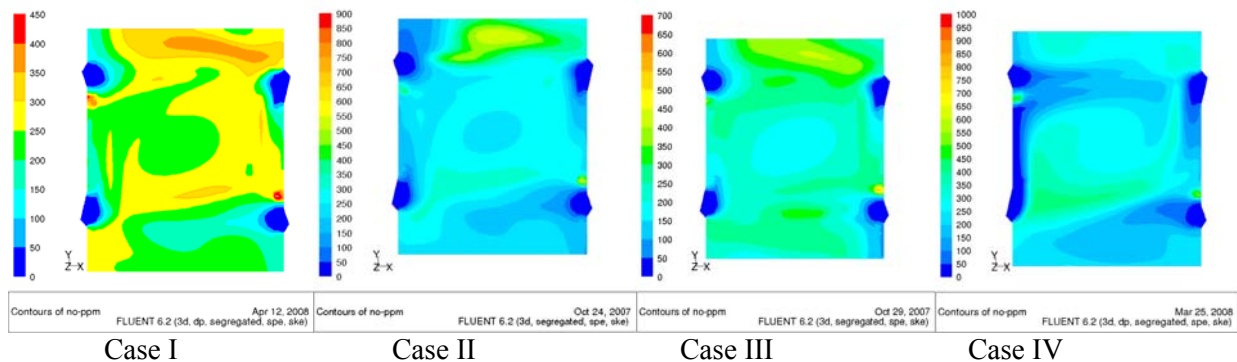 450
400
350
300
250
200
150
100
50
0
Y
Z X
Contours of no-ppm
Apr 12, 2008
FLUENT 6.2 (3d, dp, segregated, spe, ske)
Case I
900
850
800
750
700
650
600
550
500
450
400
350
300
250
200
150
100
50
0
Y
Z X
Contours of no-ppm
Oct 24, 2007
FLUENT 6.2 (3d, segregated, spe, ske)
Case II
700
650
600
550
500
450
400
350
300
250
200
150
100
50
0
Y
Z X
Contours of no-ppm
Oct 29, 2007
FLUENT 6.2 (3d, segregated, spe, ske)
Case III
1000
950
900
850
800
750
700
650
600
550
500
450
400
350
300
250
200
150
100
50
0
Y
Z X
Contours of no-ppm
Mar 25, 2008
FLUENT 6.2 (3d, dp, segregated, spe, ske)
Case IV